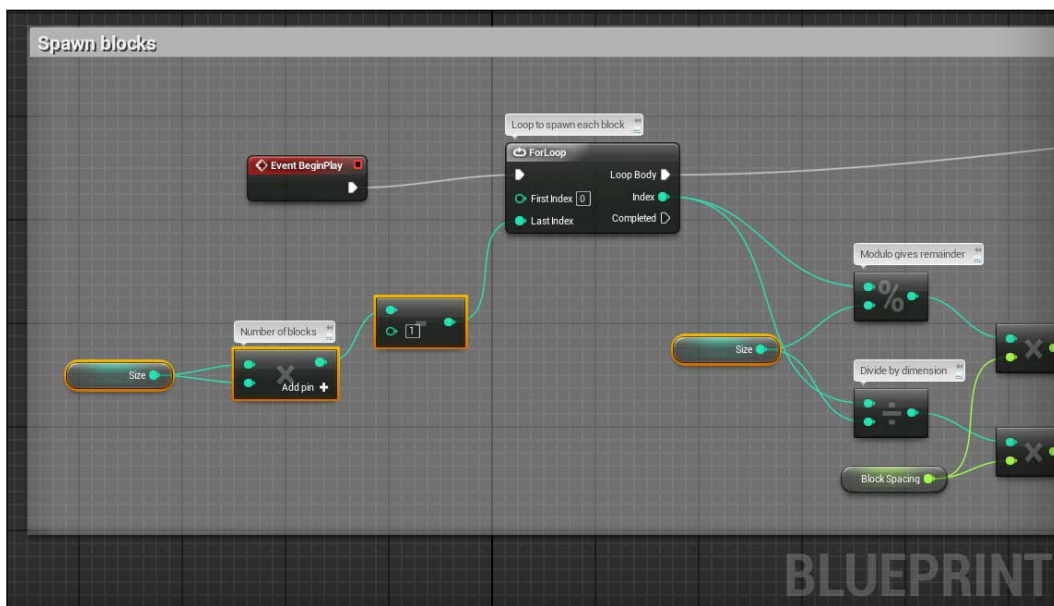 Spawn blocks
Loop to spawn each block
Event BeginPlay
ForLoop
Loop Body
First Index 0
Index
Last Index
Completed
Modulo gives remainder
%
Number of blocks
-
1
Size
×
Add pin +
Size
×
Divide by dimension
÷
×
Block Spacing
BLUEPRINT